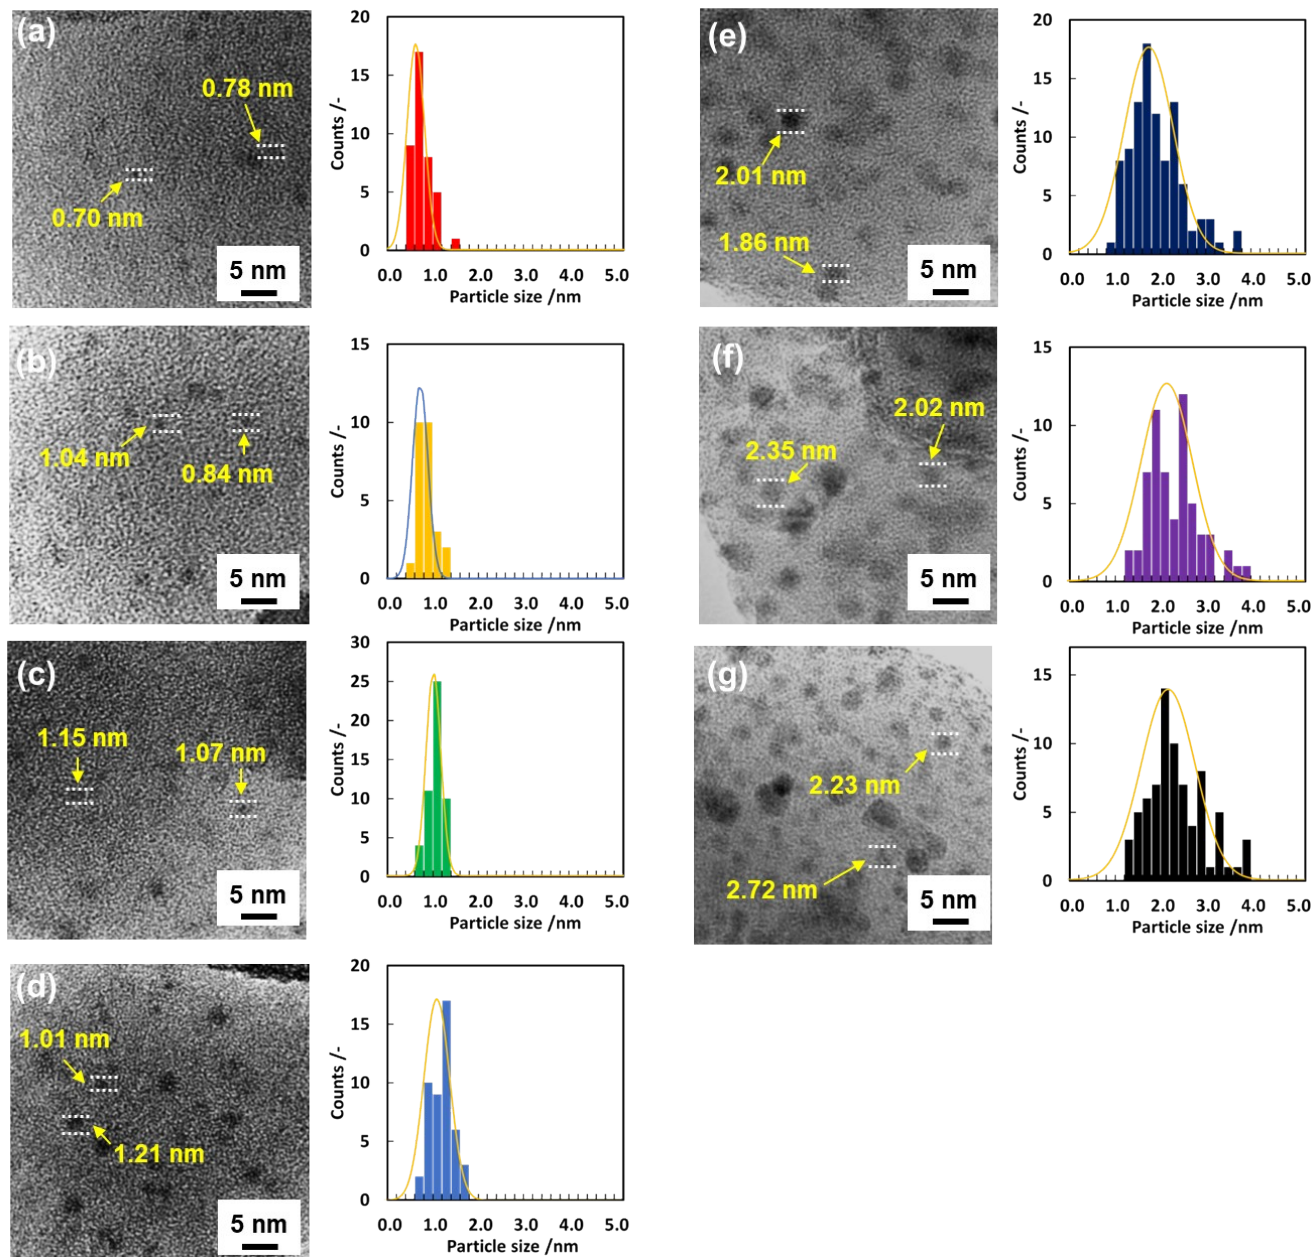 (a)
0.78 nm
0.70 nm
5 nm
Counts /-
20
15
10
5
0
0.0 1.0 2.0 3.0 4.0 5.0
Particle size /nm
(b)
1.04 nm
0.84 nm
5 nm
Counts /-
15
10
5
0
0.0 1.0 2.0 3.0 4.0 5.0
Particle size /nm
(c)
1.15 nm
1.07 nm
5 nm
Counts /-
30
25
20
15
10
5
0
0.0 1.0 2.0 3.0 4.0 5.0
Particle size /nm
(d)
1.01 nm
1.21 nm
5 nm
Counts /-
20
15
10
5
0
0.0 1.0 2.0 3.0 4.0 5.0
Particle size /nm
(e)
2.01 nm
1.86 nm
5 nm
Counts /-
20
15
10
5
0
0.0 1.0 2.0 3.0 4.0 5.0
Particle size /nm
(f)
2.02 nm
2.35 nm
5 nm
Counts /-
15
10
5
0
0.0 1.0 2.0 3.0 4.0 5.0
Particle size /nm
(g)
2.23 nm
2.72 nm
5 nm
Counts /-
15
10
5
0
0.0 1.0 2.0 3.0 4.0 5.0
Particle size /nm